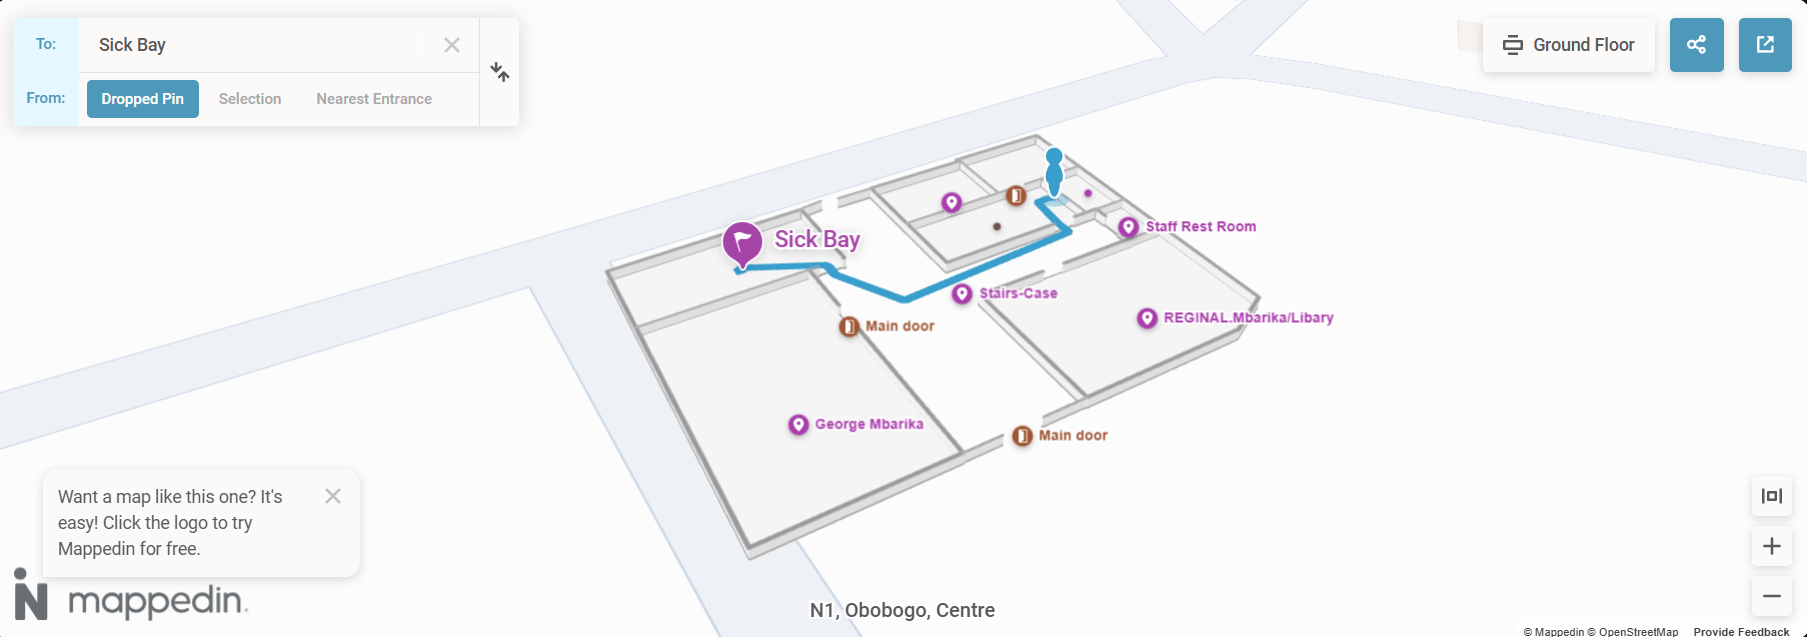 To:
Sick Bay
From:
Dropped Pin
Selection
Nearest Entrance
Ground Floor
Sick Bay
Staff Rest Room
Stairs-Case
REGINAL.Mbarika/Libary
Main door
George Mbarika
Main door
Want a map like this one? It's
easy! Click the logo to try
Mappedin for free.
mappedin.
N1, Obobogo, Centre
© Mappedin © OpenStreetMap Provide Feedback